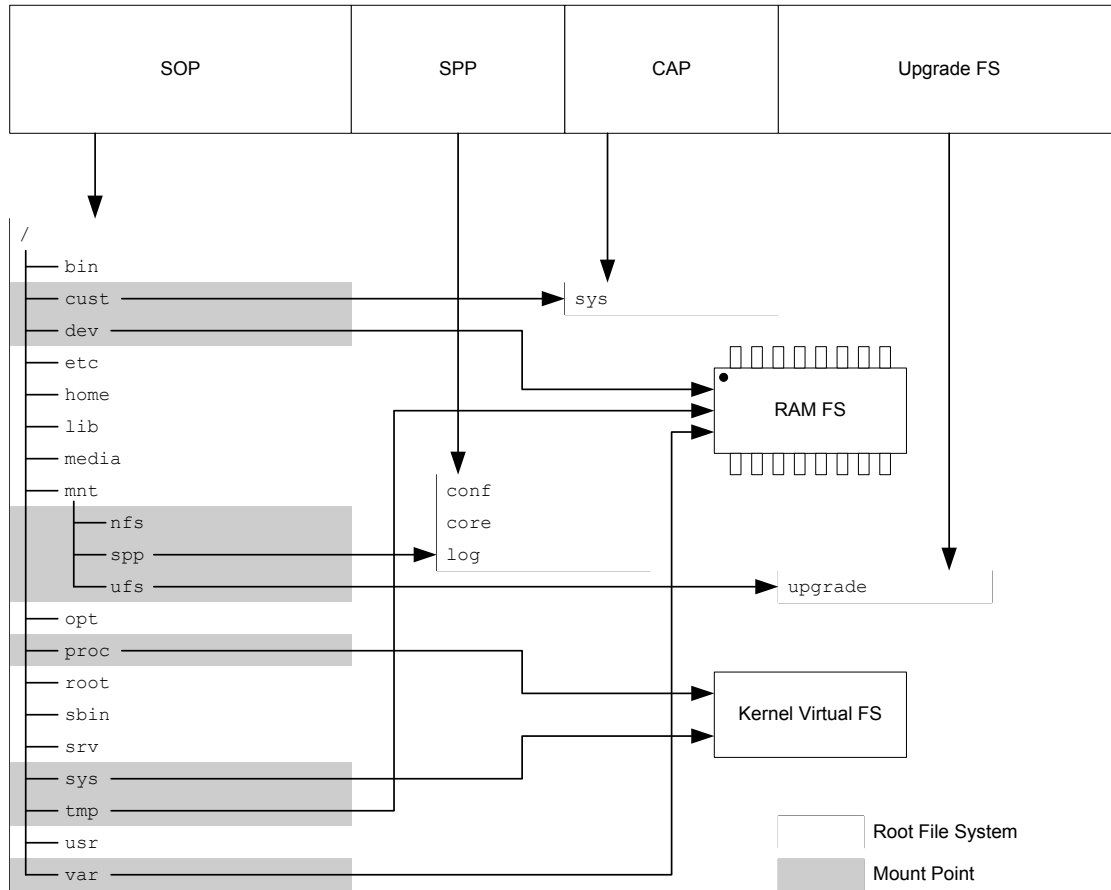 SOP
SPP
CAP
Upgrade FS
/
bin
cust
sys
dev
etc
home
RAM FS
lib
media
mnt
conf
nfs
core
spp
log
ufs
upgrade
opt
proc
root
sbin
Kernel Virtual FS
srv
sys
tmp
usr
Root File System
var
Mount Point